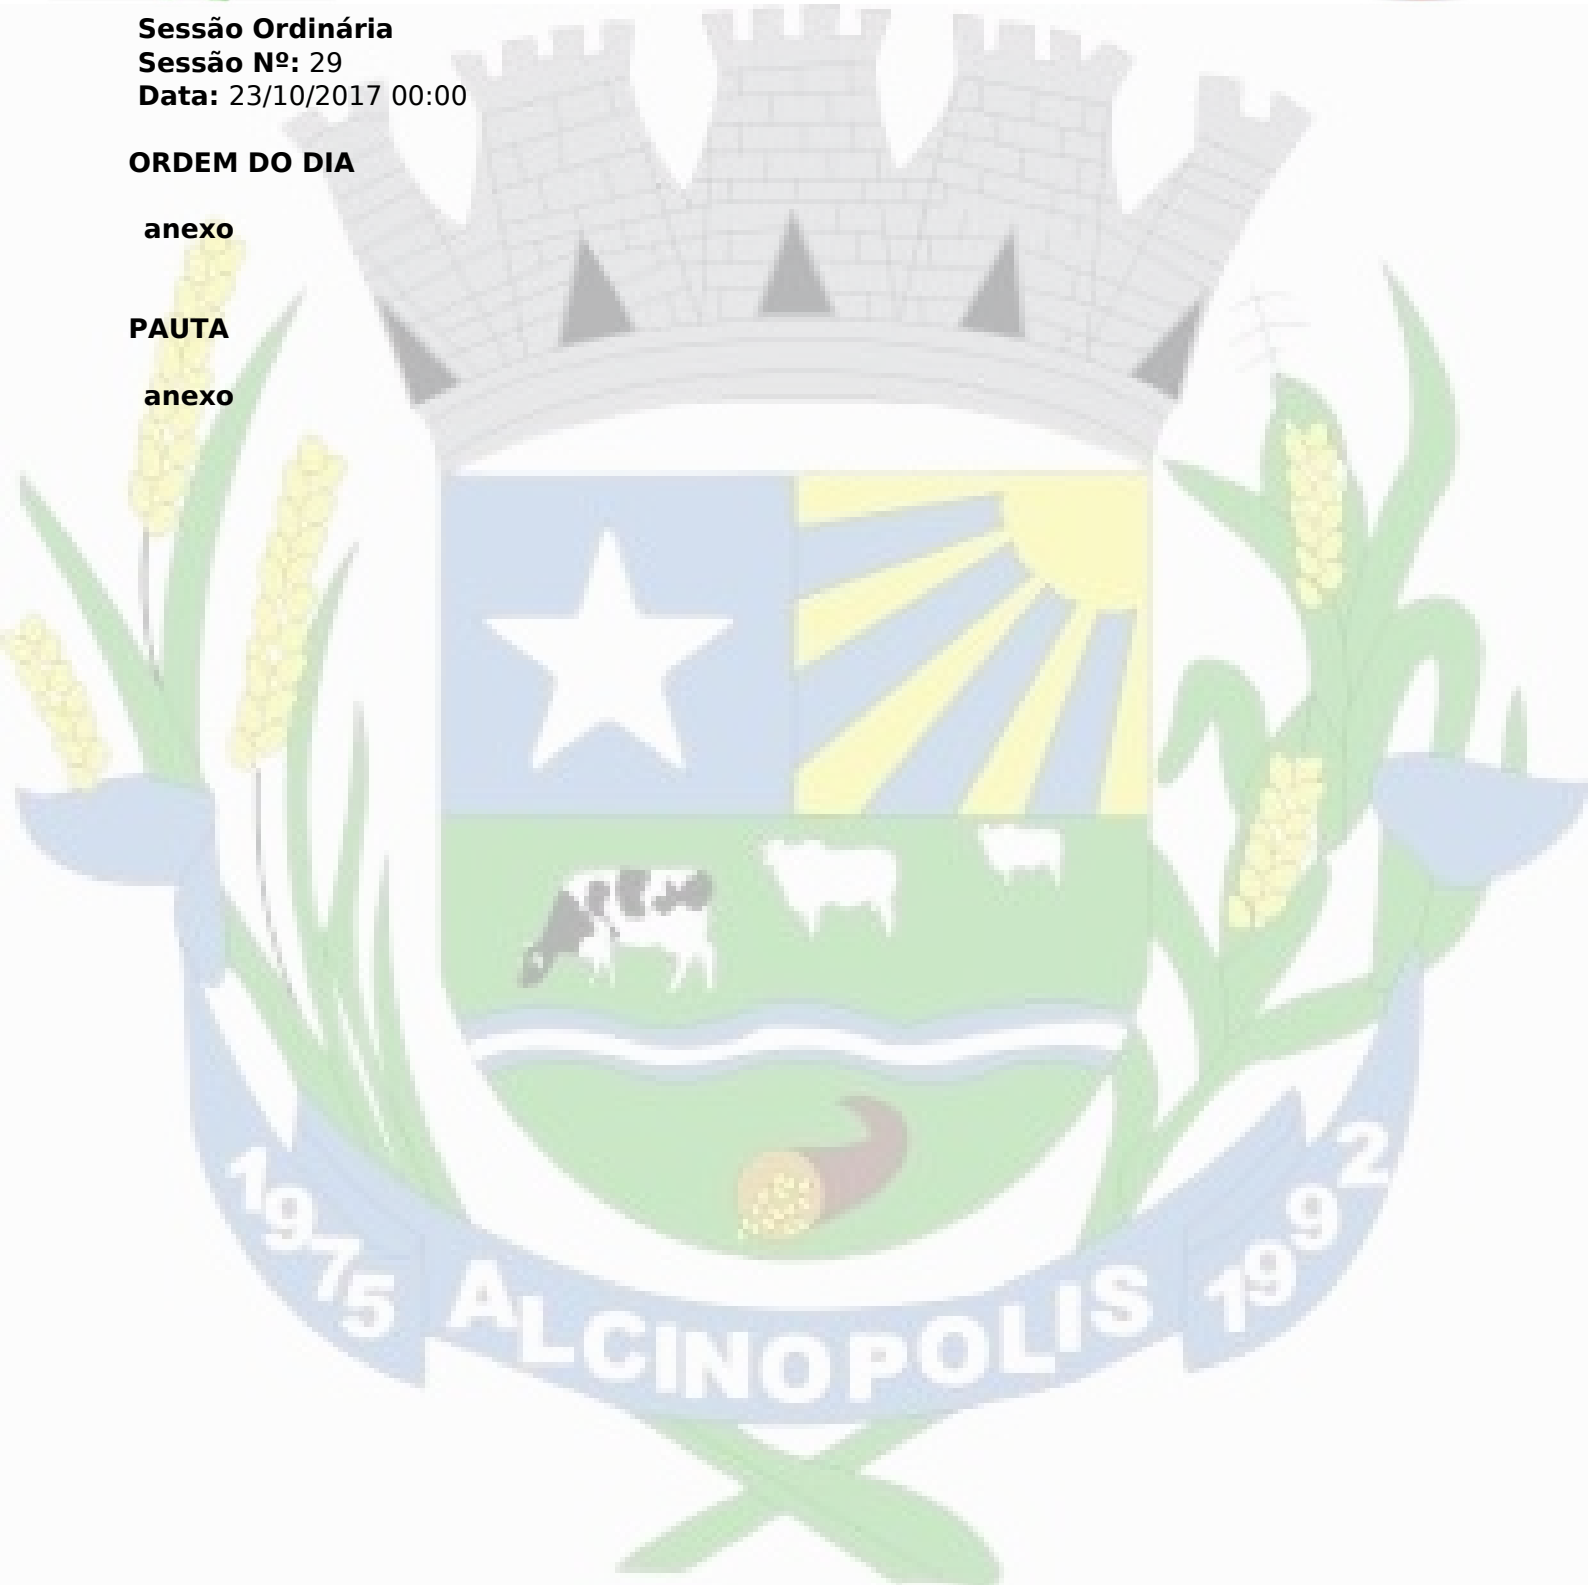 Sessão Ordinária
Sessão Nº: 29
Data: 23/10/2017 00:00
ORDEM DO DIA
anexo
PAUTA
anexo
1975 ALCINOPOLIS 1992